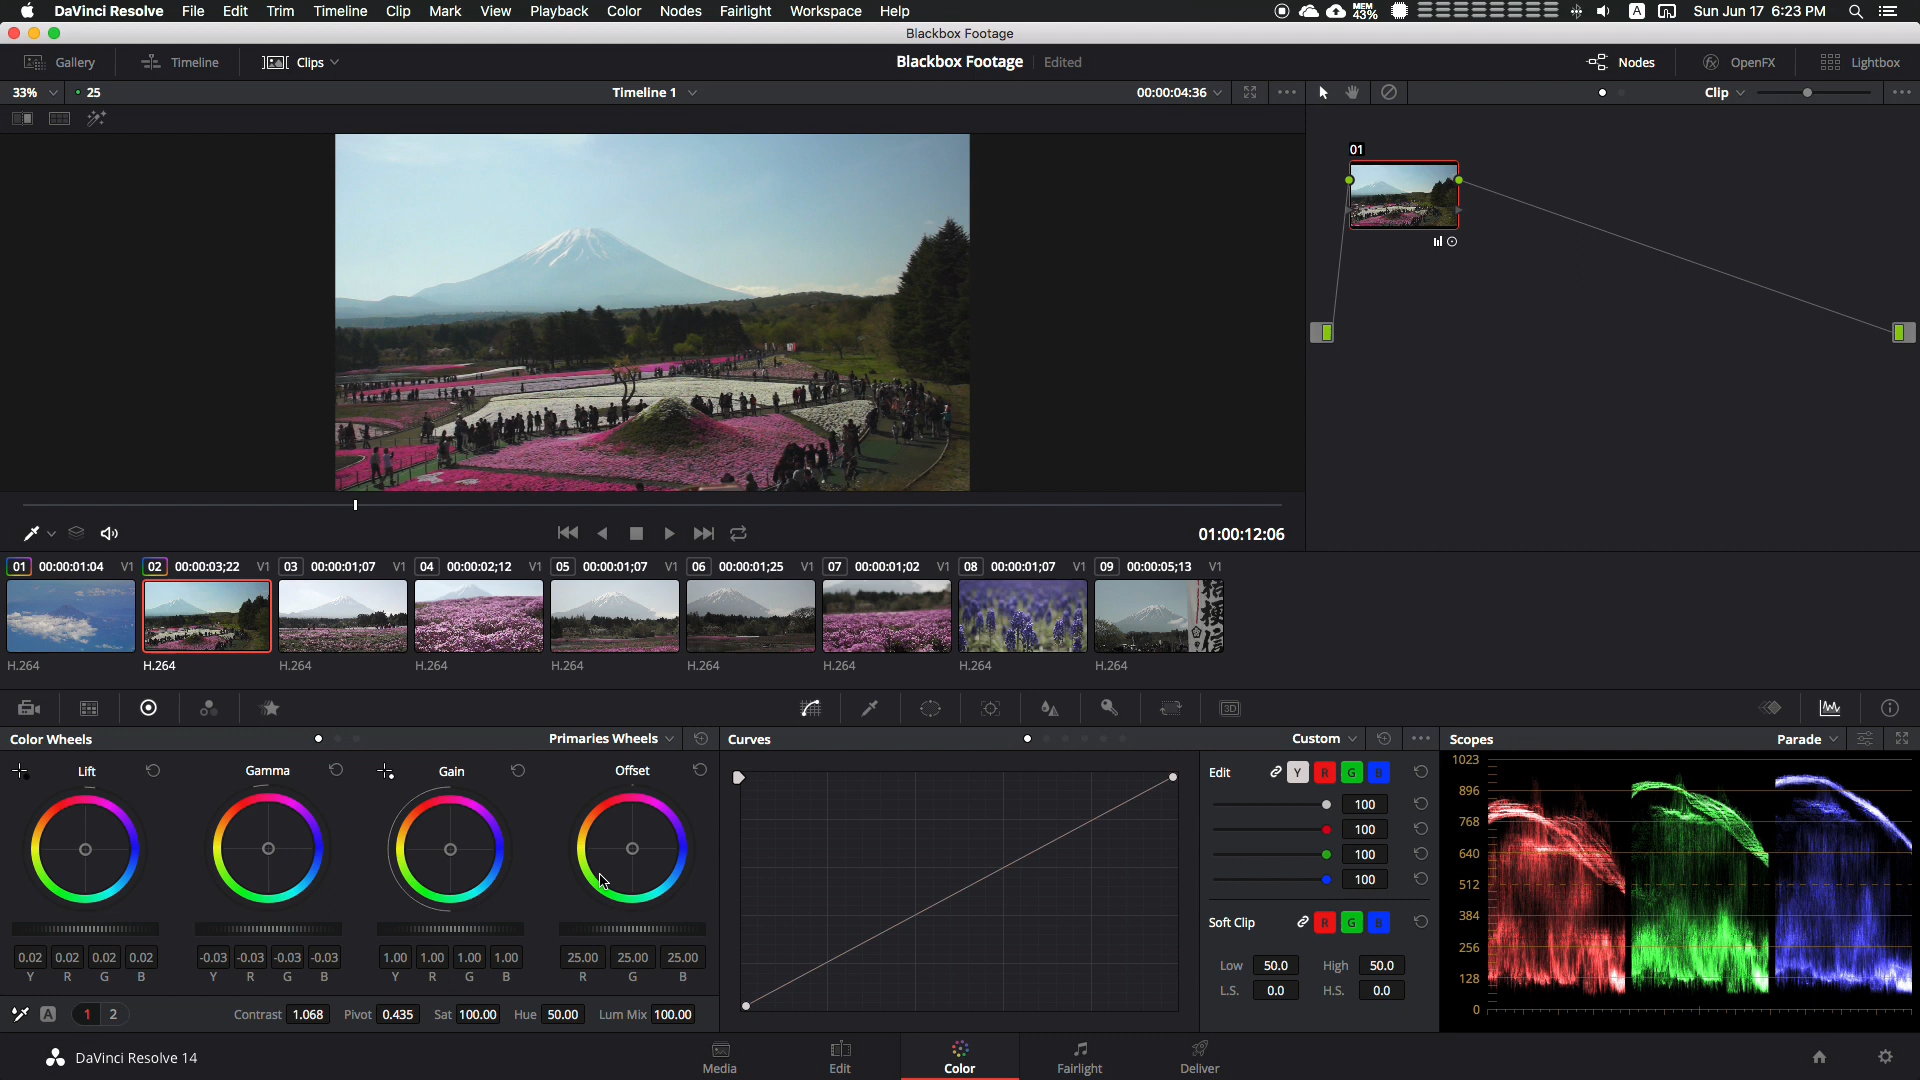 DaVinci Resolve File Edit Trim Timeline Clip Mark View Playback Color Nodes Fairlight Workspace Help MEM 43% A Sun Jun 17 6:23 PM
Blackbox Footage
Gallery Timeline Clips Blackbox Footage Edited Nodes OpenFX Lightbox
33% 25 Timeline 1 00:00:04:36 Clip
01
01:00:12:06
01 00:00:01:04 V1 02 00:00:03;22 V1 03 00:00:01;07 V1 04 00:00:02;12 V1 05 00:00:01;07 V1 06 00:00:01;25 V1 07 00:00:01;02 V1 08 00:00:01;07 V1 09 00:00:05;13 V1
H.264 H.264 H.264 H.264 H.264 H.264 H.264 H.264 H.264
3D
Color Wheels Primaries Wheels Curves Custom Scopes Parade
Lift Gamma Gain Offset
0.02 0.02 0.02 0.02 -0.03 -0.03 -0.03 -0.03 1.00 1.00 1.00 1.00 25.00 25.00 25.00
Y R G B Y R G B Y R G B R G B
A 1 2 Contrast 1.068 Pivot 0.435 Sat 100.00 Hue 50.00 Lum Mix 100.00
Edit Y R G B
100
100
100
100
Soft Clip R G B
Low 50.0 High 50.0
L.S. 0.0 H.S. 0.0
1023
896
768
640
512
384
256
128
0
DaVinci Resolve 14 Media Edit Color Fairlight Deliver